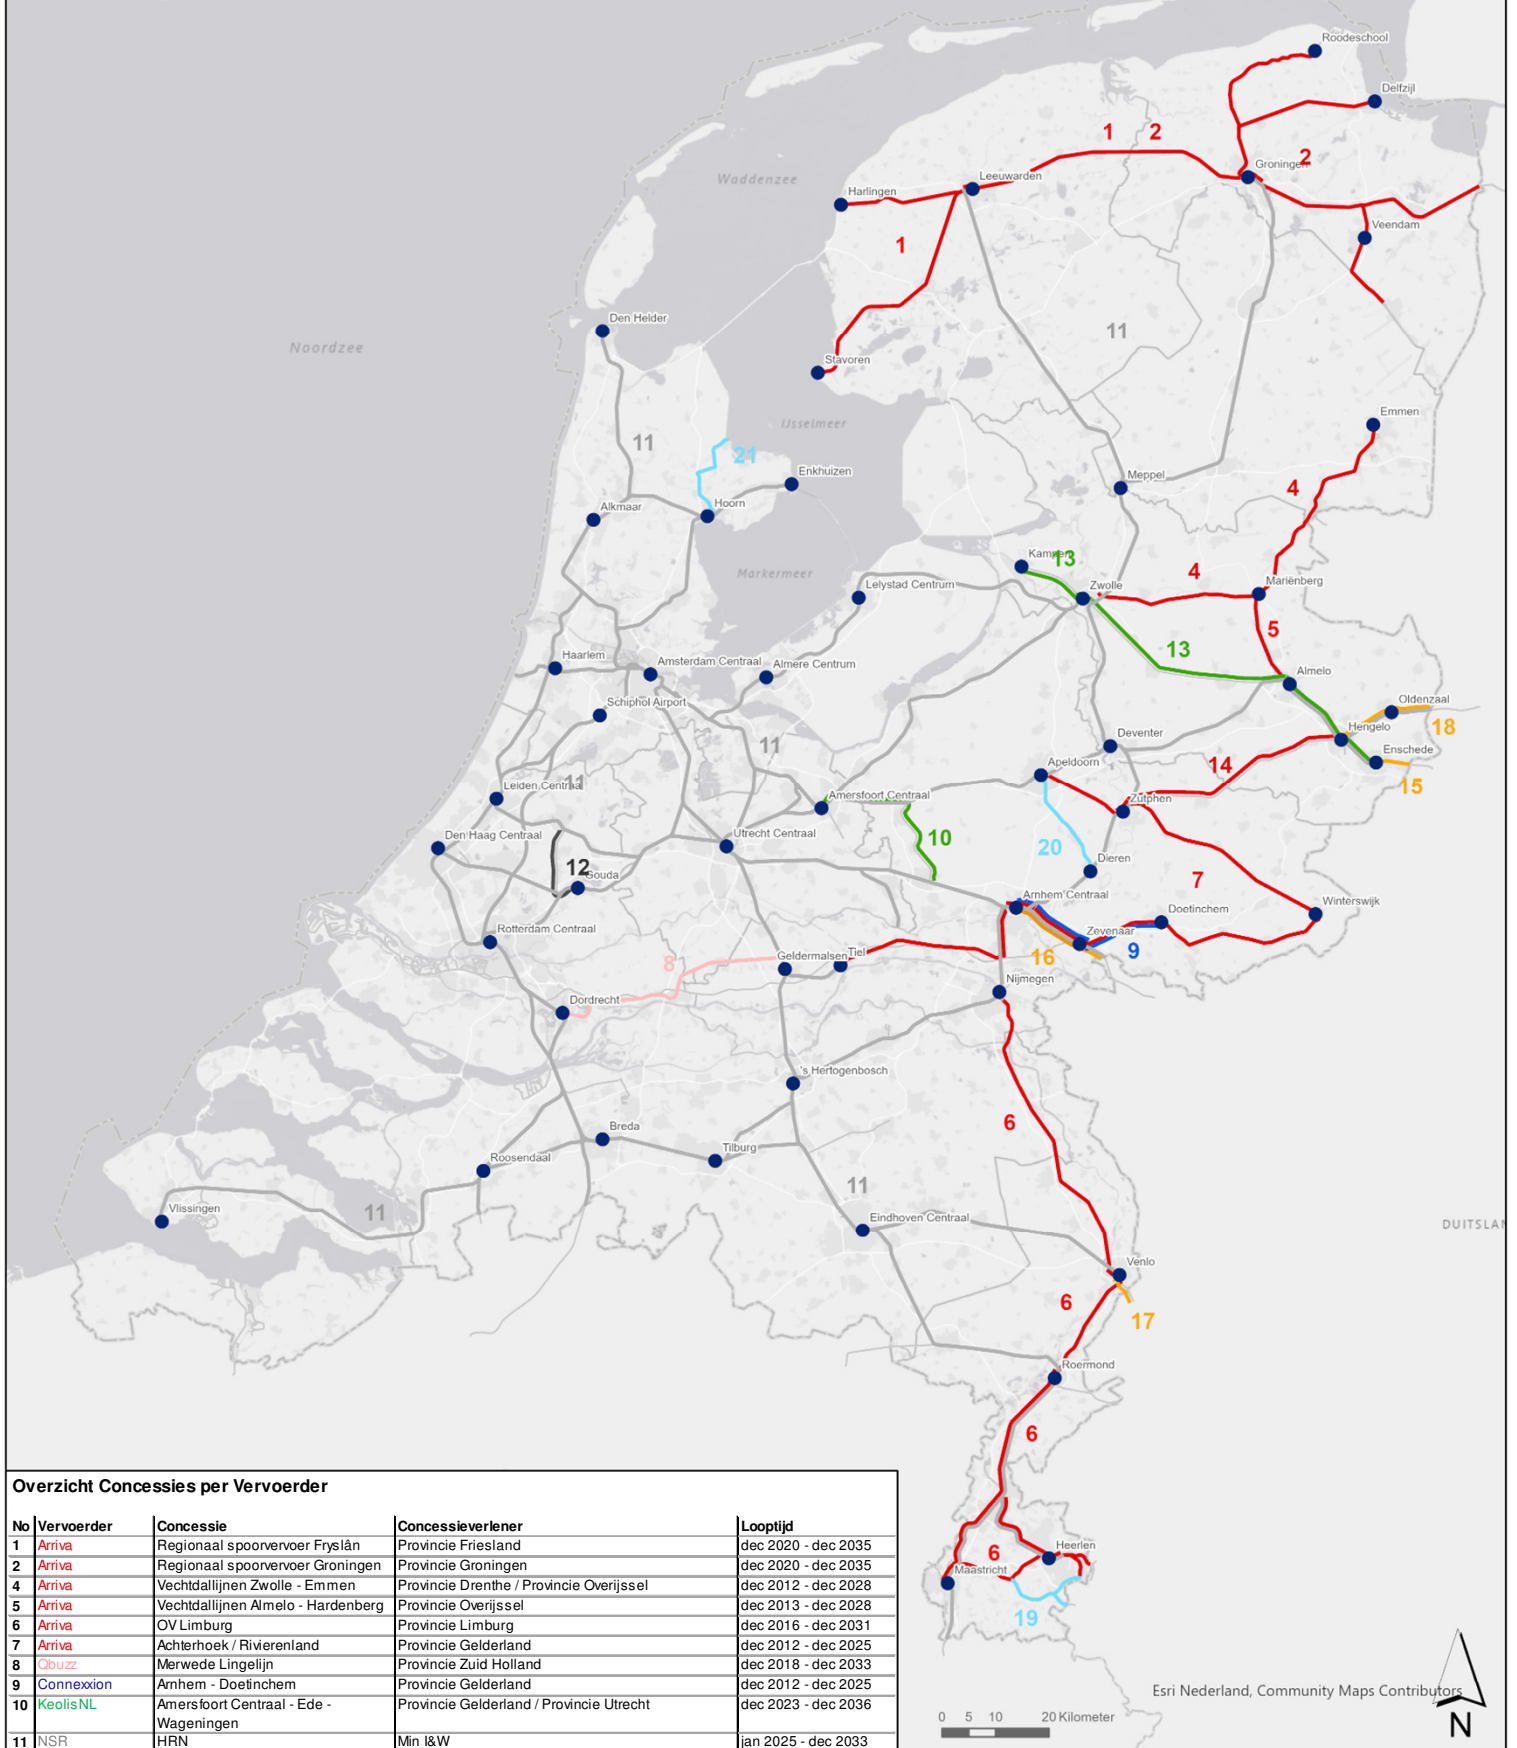 Roodeschool
Delfzijl
1
2
2
Groningen
Waddenzee
Leeuwarden
Harlingen
Veendam
1
Den Helder
11
Noordzee
Stavoren
Emmen
IJsselmeer
11
21
Enkhuizen
Meppel
4
Hoorn
Alkmaar
Kampen
13
Markermeer
4
Mariënberg
Lelystad Centrum
Zwolle
5
13
Haarlem
Amsterdam Centraal
Almere Centrum
Almelo
Oldenzaal
Schiphol Airport
Hengelo
18
Deventer
11
Enschede
Apeldoorn
14
11
Leiden Centraal
15
Amersfoort Centraal
Zutphen
Den Haag Centraal
Utrecht Centraal
10
20
Dieren
12
Gouda
7
Arnhem Centraal
Winterswijk
Doetinchem
Rotterdam Centraal
Zevenaar
9
Geldermalsen
Tiel
16
8
Nijmegen
Dordrecht
's Hertogenbosch
6
Breda
Tilburg
Roosendaal
11
Vlissingen
11
Eindhoven Centraal
DUITSLAN
Venlo
6
17
Roermond
6
Heerlen
6
Maastricht
19
Overzicht Concessies per Vervoerder
No Vervoerder Concessie Concessieverlener Looptijd
1 Arriva Regionaal spoorvervoer Fryslân Provincie Friesland dec 2020 - dec 2035
2 Arriva Regionaal spoorvervoer Groningen Provincie Groningen dec 2020 - dec 2035
4 Arriva Vechtdallijnen Zwolle - Emmen Provincie Drenthe / Provincie Overijssel dec 2012 - dec 2028
5 Arriva Vechtdallijnen Almelo - Hardenberg Provincie Overijssel dec 2013 - dec 2028
6 Arriva OV Limburg Provincie Limburg dec 2016 - dec 2031
7 Arriva Achterhoek / Rivierenland Provincie Gelderland dec 2012 - dec 2025
8 Qbuzz Merwede Lingelijn Provincie Zuid Holland dec 2018 - dec 2033
9 Connexxion Arnhem - Doetinchem Provincie Gelderland dec 2012 - dec 2025
10 KeolisNL Amersfoort Centraal - Ede - Provincie Gelderland / Provincie Utrecht dec 2023 - dec 2036
Wageningen
11 NSR HRN Min I&W jan 2025 - dec 2033
Esri Nederland, Community Maps Contributors
0 5 10 20 Kilometer
N